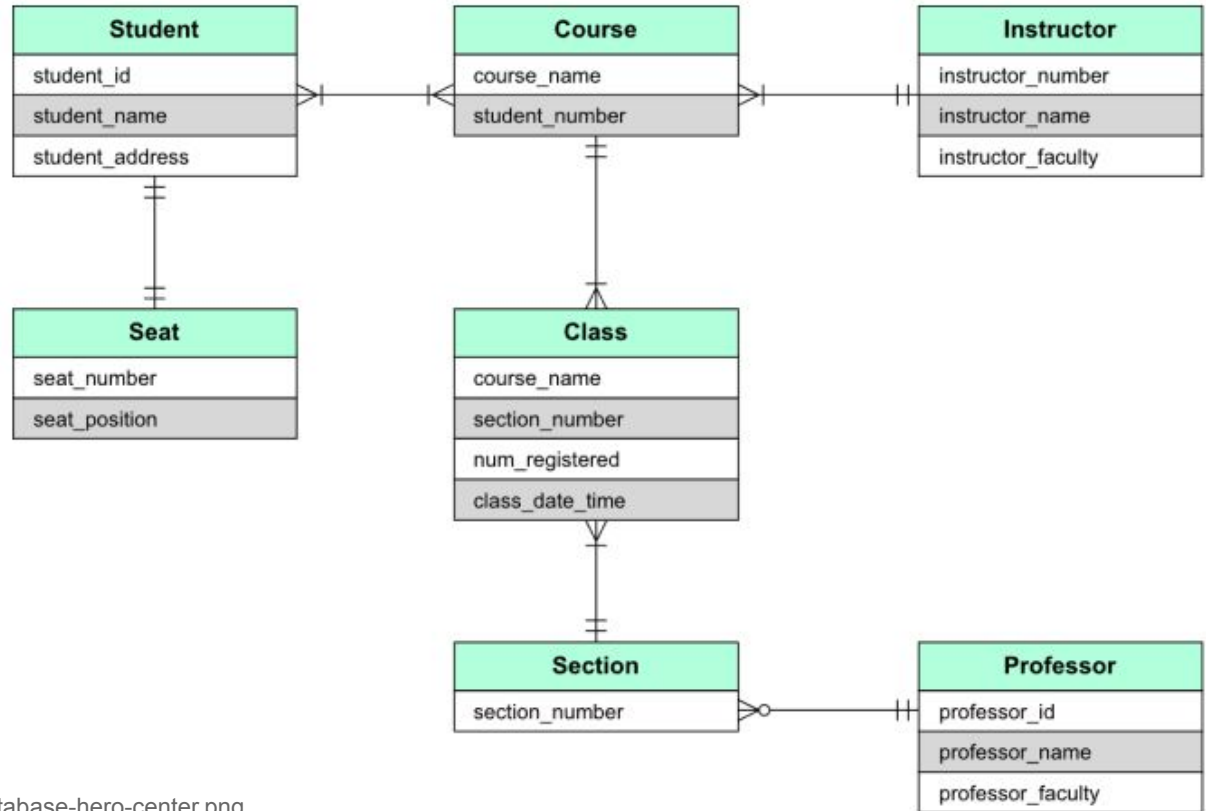 Student
student_id
student_name
student_address
Course
course_name
student_number
Instructor
instructor_number
instructor_name
instructor_faculty
Seat
seat_number
seat_position
Class
course_name
section_number
num_registered
class_date_time
Section
section_number
Professor
professor_id
professor_name
professor_faculty